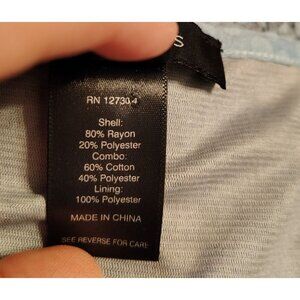 S
RN 127304
Shell:
80% Rayon
20% Polyester
Combo:
60% Cotton
40% Polyester
Lining:
100% Polyester
MADE IN CHINA
SEE REVERSE FOR CARE